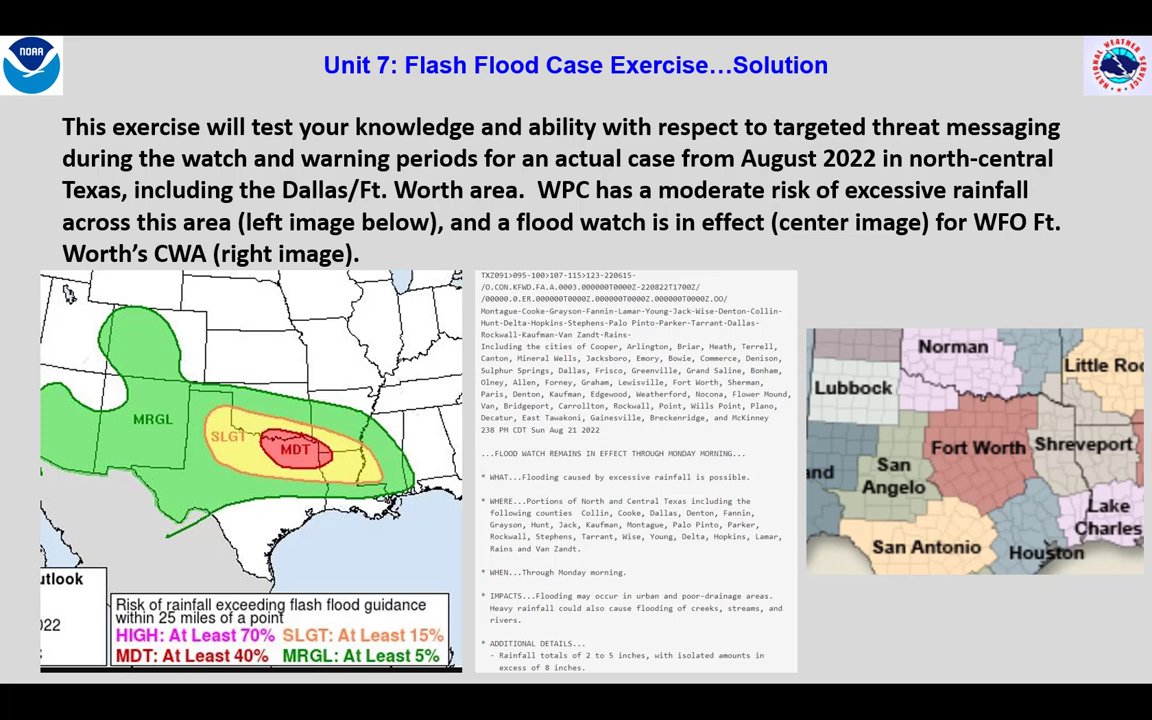 NOAA
Unit 7: Flash Flood Case Exercise…Solution
NATIONAL WEATHER SERVICE
This exercise will test your knowledge and ability with respect to targeted threat messaging
during the watch and warning periods for an actual case from August 2022 in north-central
Texas, including the Dallas/Ft. Worth area.  WPC has a moderate risk of excessive rainfall
across this area (left image below), and a flood watch is in effect (center image) for WFO Ft.
Worth’s CWA (right image).
MRGL
SLGT
MDT
utlook
022
Risk of rainfall exceeding flash flood guidance
within 25 miles of a point
HIGH: At Least 70% SLGT: At Least 15%
MDT: At Least 40% MRGL: At Least 5%
TXZ091>095-100>107-115>123-220615-
/O.CON.KFWD.FA.A.0003.000000T0000Z-220822T1700Z/
/00000.0.ER.000000T0000Z.000000T0000Z.000000T0000Z.OO/
Montague-Cooke-Grayson-Fannin-Lamar-Young-Jack-Wise-Denton-Collin-
Hunt-Delta-Hopkins-Stephens-Palo Pinto-Parker-Tarrant-Dallas-
Rockwall-Kaufman-Van Zandt-Rains-
Including the cities of Cooper, Arlington, Briar, Heath, Terrell,
Canton, Mineral Wells, Jacksboro, Emory, Bowie, Commerce, Denison,
Sulphur Springs, Dallas, Frisco, Greenville, Grand Saline, Bonham,
Olney, Allen, Forney, Graham, Lewisville, Fort Worth, Sherman,
Paris, Denton, Kaufman, Edgewood, Weatherford, Nocona, Flower Mound,
Van, Bridgeport, Carrollton, Rockwall, Point, Wills Point, Plano,
Decatur, East Tawakoni, Gainesville, Breckenridge, and McKinney
238 PM CDT Sun Aug 21 2022
...FLOOD WATCH REMAINS IN EFFECT THROUGH MONDAY MORNING...
* WHAT...Flooding caused by excessive rainfall is possible.
* WHERE...Portions of North and Central Texas including the
following counties  Collin, Cooke, Dallas, Denton, Fannin,
Grayson, Hunt, Jack, Kaufman, Montague, Palo Pinto, Parker,
Rockwall, Stephens, Tarrant, Wise, Young, Delta, Hopkins, Lamar,
Rains and Van Zandt.
* WHEN...Through Monday morning.
* IMPACTS...Flooding may occur in urban and poor-drainage areas.
Heavy rainfall could also cause flooding of creeks, streams, and
rivers.
* ADDITIONAL DETAILS...
- Rainfall totals of 2 to 5 inches, with isolated amounts in
excess of 8 inches.
Norman
Little Roc
Lubbock
Fort Worth
Shreveport
and
San
Angelo
Lake
Charles
San Antonio
Houston